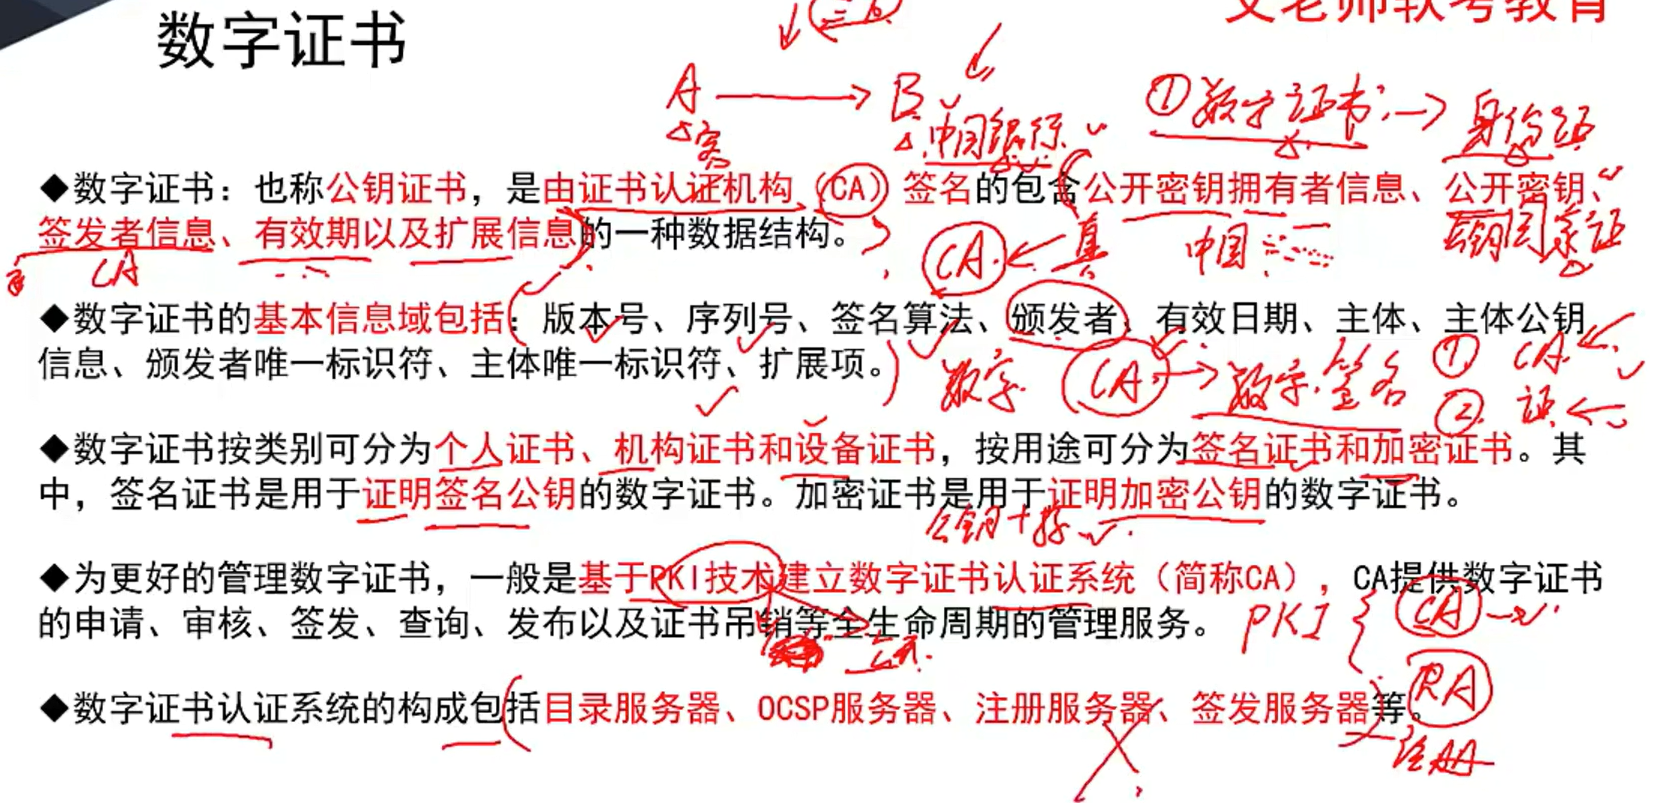 数字证书
文老师软考教育
A → B
客
中国银行
①数字证书 → 身份证
◆数字证书：也称公钥证书，是由证书认证机构（CA）签名的包含公开密钥拥有者信息、公开密钥、
签发者信息、有效期以及扩展信息的一种数据结构。
CA
CA ← 真
中国
◆数字证书的基本信息域包括：版本号、序列号、签名算法、颁发者、有效日期、主体、主体公钥
信息、颁发者唯一标识符、主体唯一标识符、扩展项。
数字
CA → 数字签名
① CA
② 证
◆数字证书按类别可分为个人证书、机构证书和设备证书，按用途可分为签名证书和加密证书。其
中，签名证书是用于证明签名公钥的数字证书。加密证书是用于证明加密公钥的数字证书。
◆为更好的管理数字证书，一般是基于PKI技术建立数字证书认证系统（简称CA），CA提供数字证书
的申请、审核、签发、查询、发布以及证书吊销等全生命周期的管理服务。
PKI
CA
RA
◆数字证书认证系统的构成包括目录服务器、OCSP服务器、注册服务器、签发服务器等。